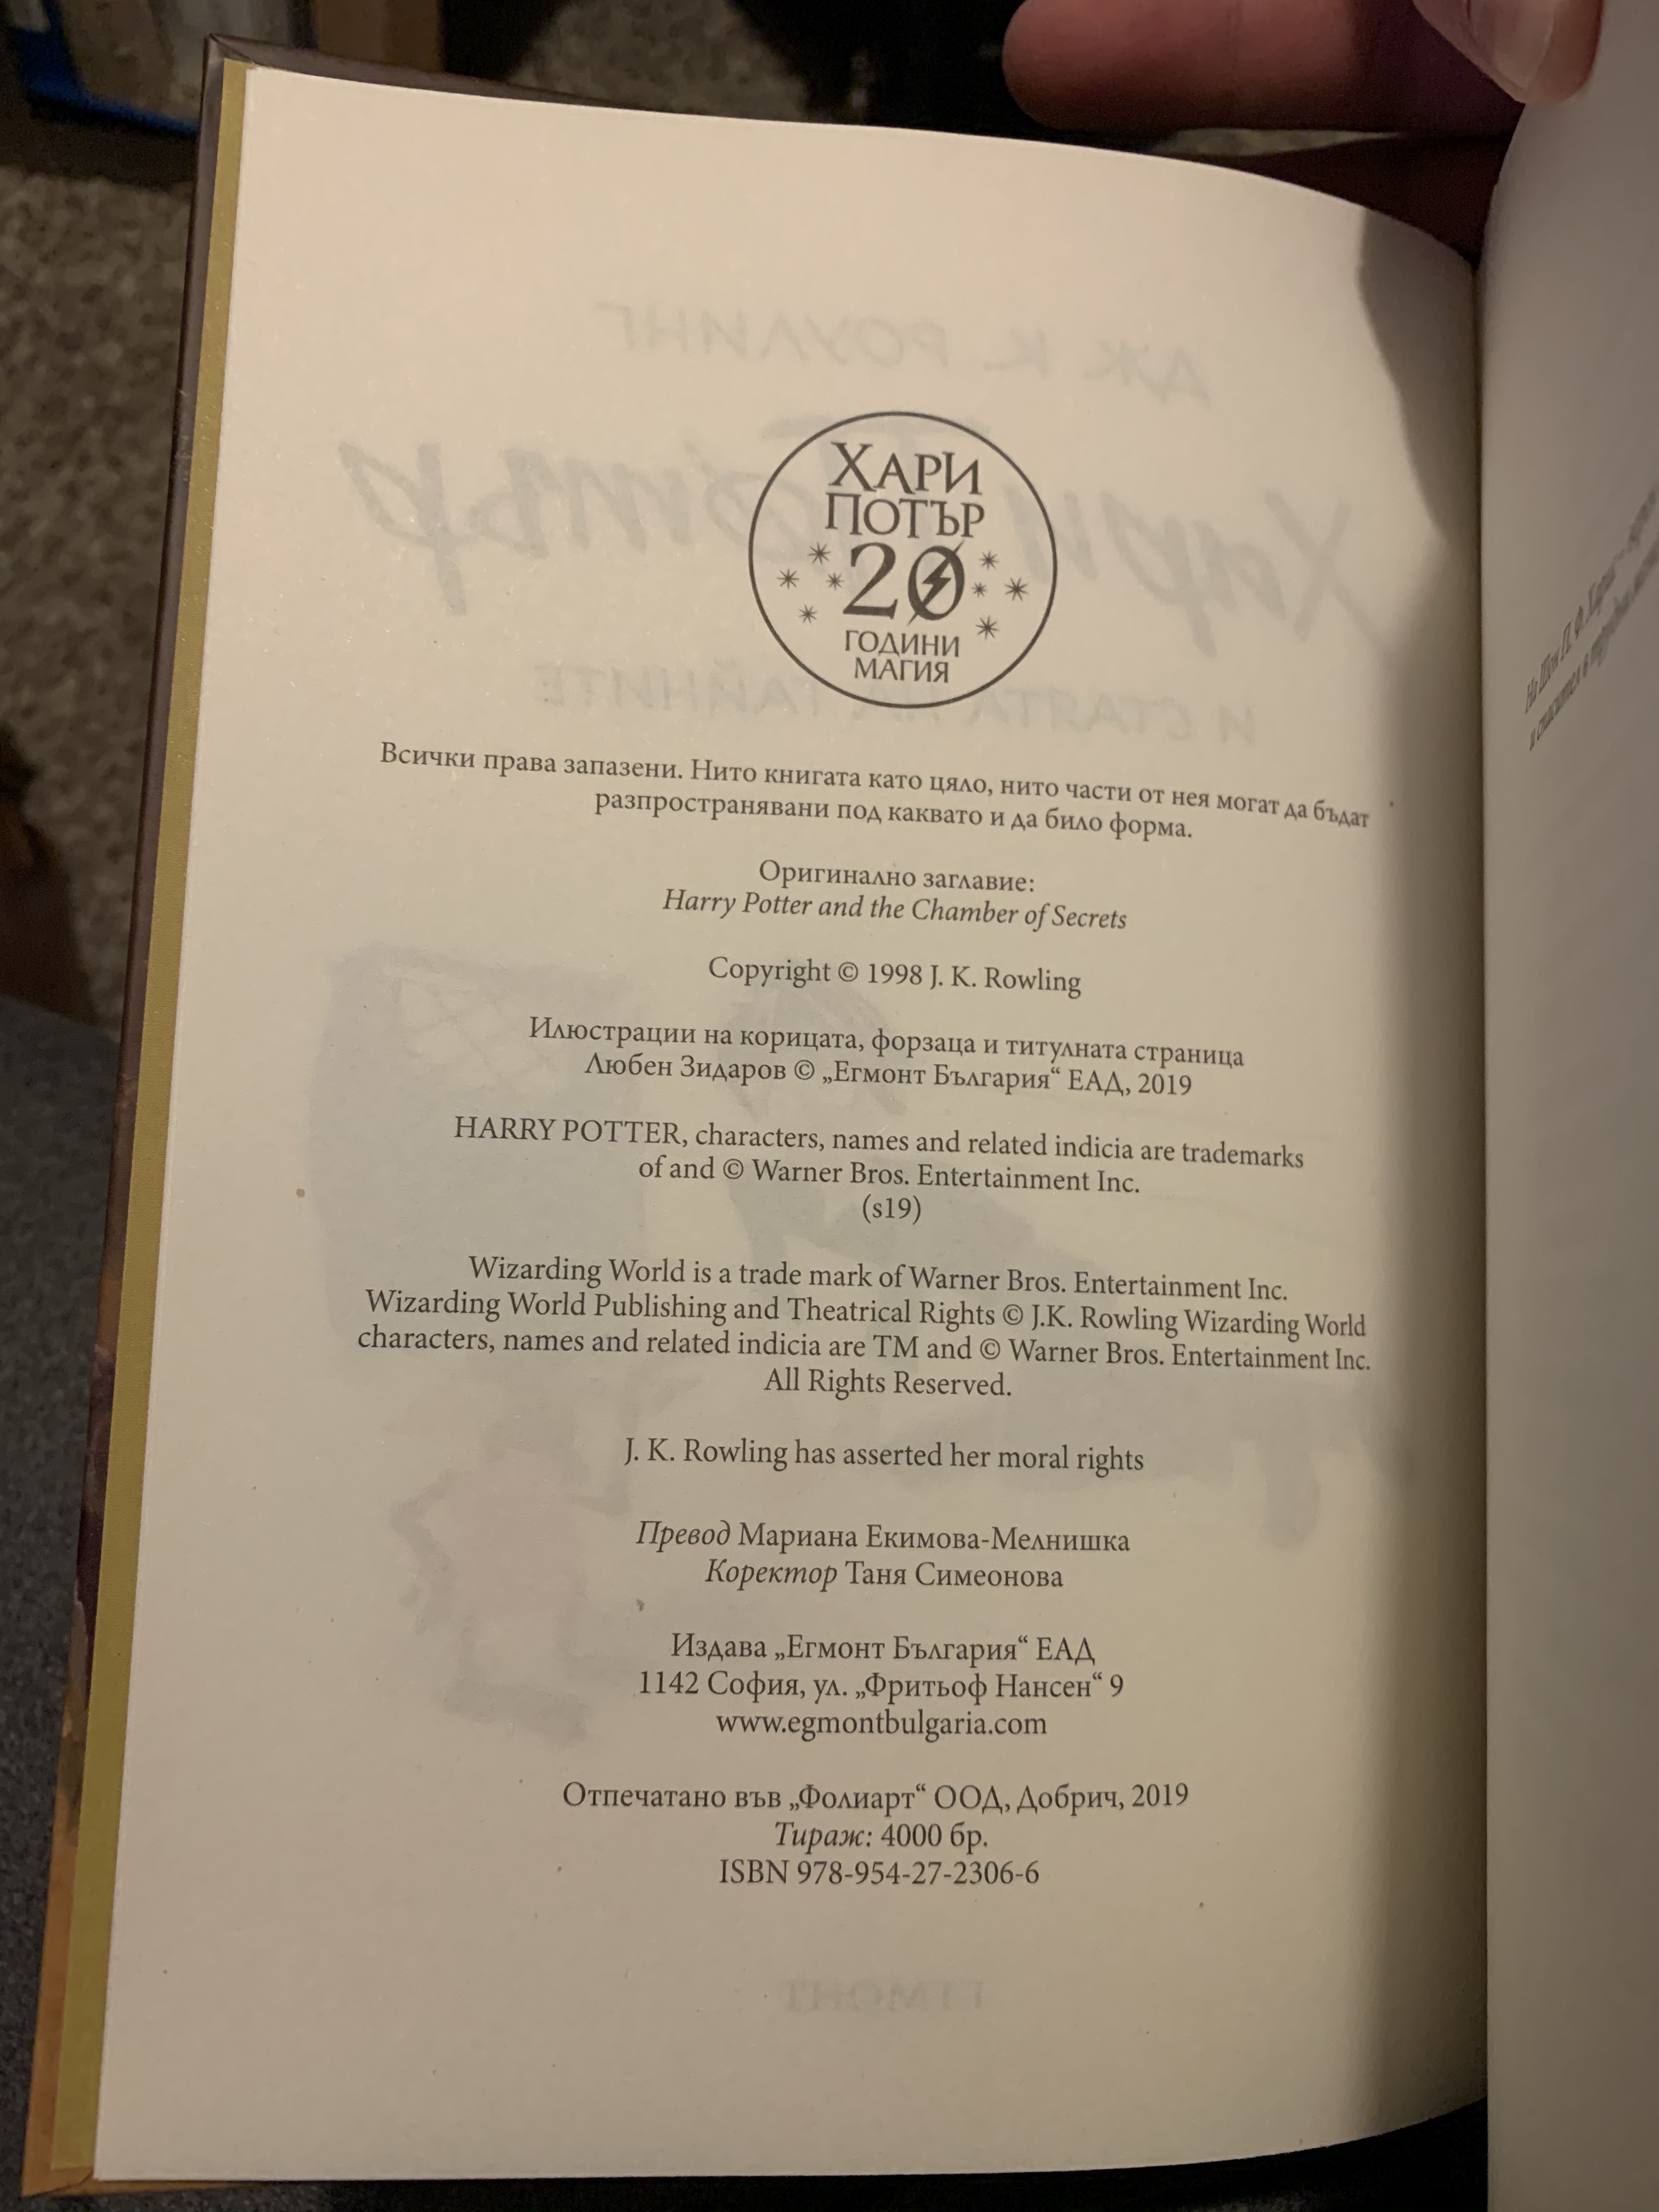 ХАРИ
ПОТЪР
20
ГОДИНИ
МАГИЯ
Всички права запазени. Нито книгата като цяло, нито части от нея могат да бъдат
разпространявани под каквато и да било форма.
Оригинално заглавие:
Harry Potter and the Chamber of Secrets
Copyright © 1998 J. K. Rowling
Илюстрации на корицата, форзаца и титулната страница
Любен Зидаров © „Егмонт България“ ЕАД, 2019
HARRY POTTER, characters, names and related indicia are trademarks
of and © Warner Bros. Entertainment Inc.
(s19)
Wizarding World is a trade mark of Warner Bros. Entertainment Inc.
Wizarding World Publishing and Theatrical Rights © J.K. Rowling Wizarding World
characters, names and related indicia are TM and © Warner Bros. Entertainment Inc.
All Rights Reserved.
J. K. Rowling has asserted her moral rights
Превод Мариана Екимова-Мелнишка
Коректор Таня Симеонова
Издава „Егмонт България“ ЕАД
1142 София, ул. „Фритьоф Нансен“ 9
www.egmontbulgaria.com
Отпечатано във „Фолиарт“ ООД, Добрич, 2019
Тираж: 4000 бр.
ISBN 978-954-27-2306-6
На Шон П. Ф. Харис